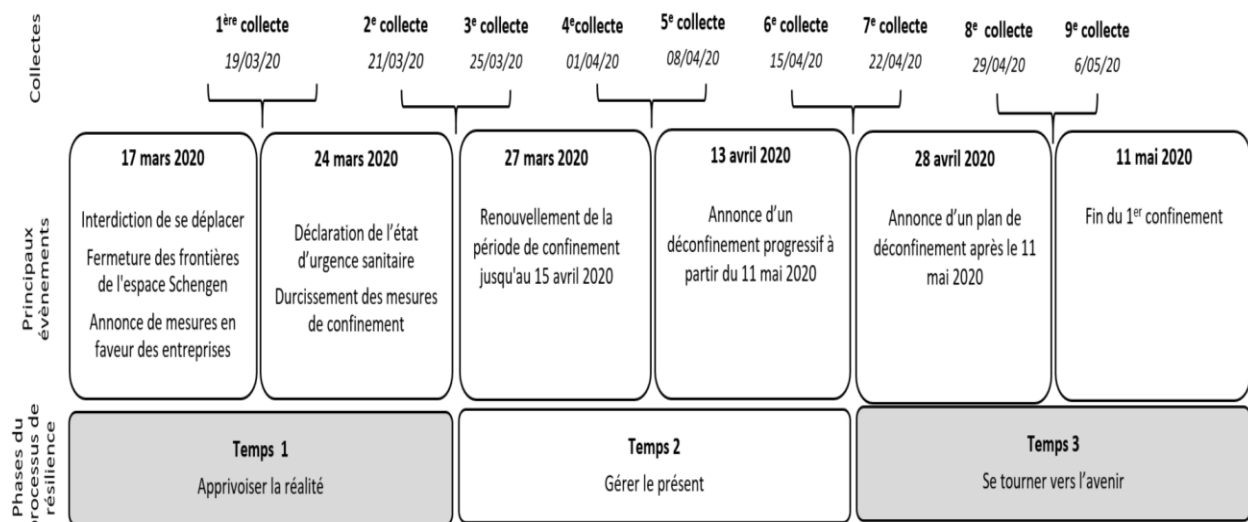 Collectes
1ère collecte
19/03/20
2e collecte
21/03/20
3e collecte
25/03/20
4ecollecte
01/04/20
5e collecte
08/04/20
6e collecte
15/04/20
7e collecte
22/04/20
8e collecte
29/04/20
9e collecte
6/05/20
Principaux
évènements
17 mars 2020
Interdiction de se déplacer
Fermeture des frontières
de l'espace Schengen
Annonce de mesures en
faveur des entreprises
24 mars 2020
Déclaration de l'état
d'urgence sanitaire
Durcissement des mesures
de confinement
27 mars 2020
Renouvellement de la
période de confinement
jusqu'au 15 avril 2020
13 avril 2020
Annonce d'un
déconfinement progressif à
partir du 11 mai 2020
28 avril 2020
Annonce d'un plan de
déconfinement après le 11
mai 2020
11 mai 2020
Fin du 1er confinement
Phases du
processus de
résilience
Temps 1
Apprivoiser la réalité
Temps 2
Gérer le présent
Temps 3
Se tourner vers l'avenir